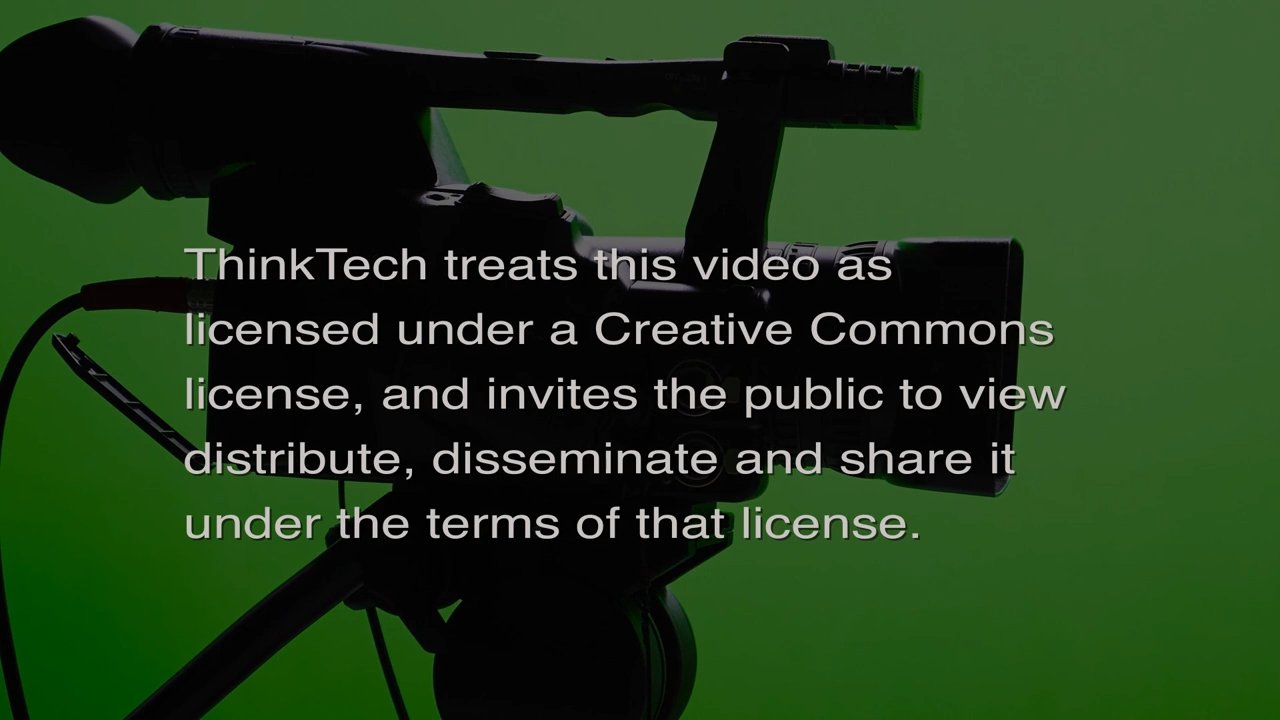 ThinkTech treats this video as
licensed under a Creative Commons
license, and invites the public to view
distribute, disseminate and share it
under the terms of that license.